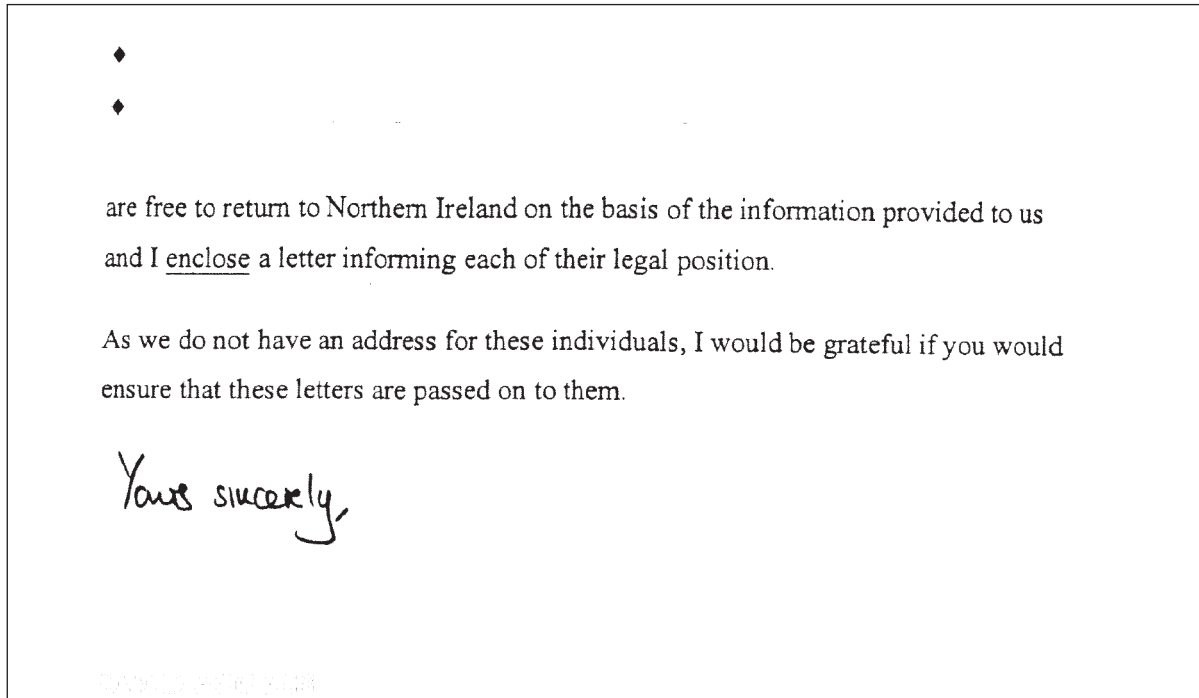 ♦
♦
are free to return to Northern Ireland on the basis of the information provided to us
and I enclose a letter informing each of their legal position.
As we do not have an address for these individuals, I would be grateful if you would
ensure that these letters are passed on to them.
Yours sincerely,